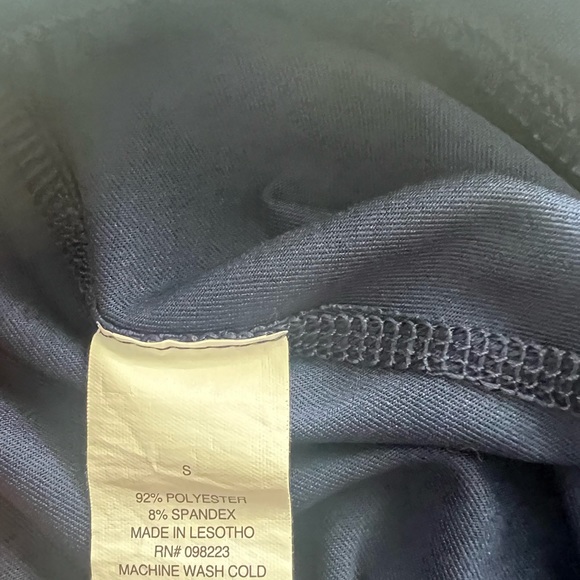 S
92% POLYESTER
8% SPANDEX
MADE IN LESOTHO
RN# 098223
MACHINE WASH COLD